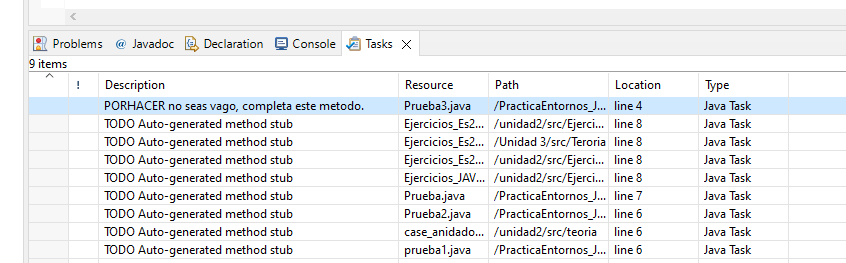 Problems @ Javadoc Declaration Console Tasks
9 items
! Description Resource Path Location Type
PORHACER no seas vago, completa este metodo. Prueba3.java /PracticaEntornos_J... line 4 Java Task
TODO Auto-generated method stub Ejercicios_Es2... /unidad2/src/Ejerci... line 8 Java Task
TODO Auto-generated method stub Ejercicios_Es2... /Unidad 3/src/Teroria line 8 Java Task
TODO Auto-generated method stub Ejercicios_Es2... /unidad2/src/Ejerci... line 8 Java Task
TODO Auto-generated method stub Ejercicios_JAV... /unidad2/src/Ejerci... line 8 Java Task
TODO Auto-generated method stub Prueba.java /PracticaEntornos_J... line 7 Java Task
TODO Auto-generated method stub Prueba2.java /PracticaEntornos_J... line 6 Java Task
TODO Auto-generated method stub case_anidado... /unidad2/src/teoria line 6 Java Task
TODO Auto-generated method stub prueba1.java /PracticaEntornos_J... line 6 Java Task